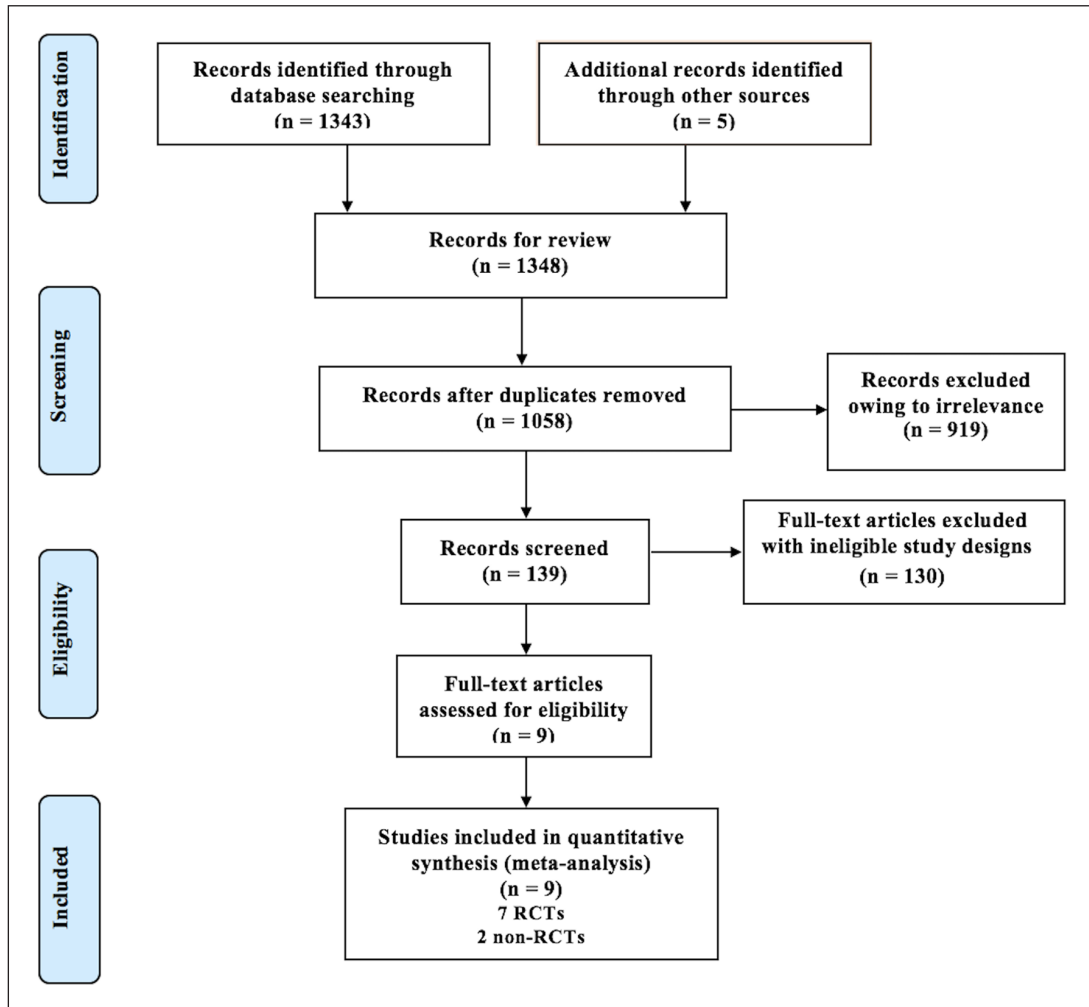 Identification
Records identified through
database searching
(n = 1343)
Additional records identified
through other sources
(n = 5)
Records for review
(n = 1348)
Screening
Records after duplicates removed
(n = 1058)
Records excluded
owing to irrelevance
(n = 919)
Records screened
(n = 139)
Full-text articles excluded
with ineligible study designs
(n = 130)
Eligibility
Full-text articles
assessed for eligibility
(n = 9)
Included
Studies included in quantitative
synthesis (meta-analysis)
(n = 9)
7 RCTs
2 non-RCTs